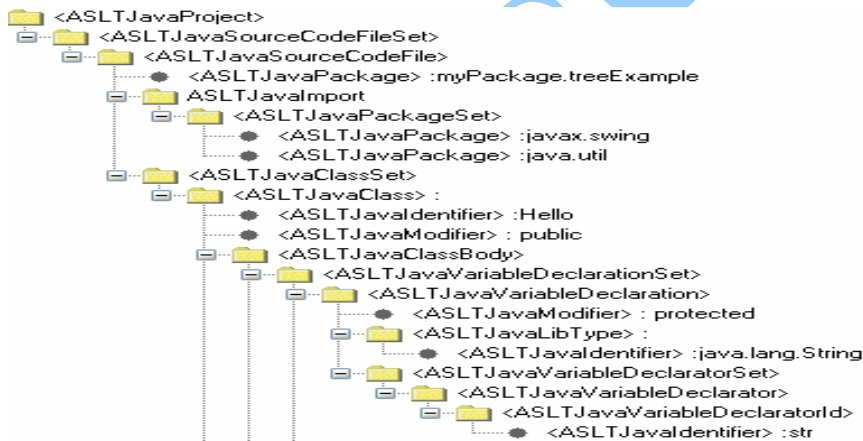 <ASLTJavaProject>
<ASLTJavaSourceCodeFileSet>
<ASLTJavaSourceCodeFile>
<ASLTJavaPackage> :myPackage.treeExample
ASLTJavaImport
<ASLTJavaPackageSet>
<ASLTJavaPackage> :javax.swing
<ASLTJavaPackage> :java.util
<ASLTJavaClassSet>
<ASLTJavaClass> :
<ASLTJavaIdentifier> :Hello
<ASLTJavaModifier> : public
<ASLTJavaClassBody>
<ASLTJavaVariableDeclarationSet>
<ASLTJavaVariableDeclaration>
<ASLTJavaModifier> : protected
<ASLTJavaLibType> :
<ASLTJavaIdentifier> :java.lang.String
<ASLTJavaVariableDeclaratorSet>
<ASLTJavaVariableDeclarator>
<ASLTJavaVariableDeclaratorId>
<ASLTJavaIdentifier> :str